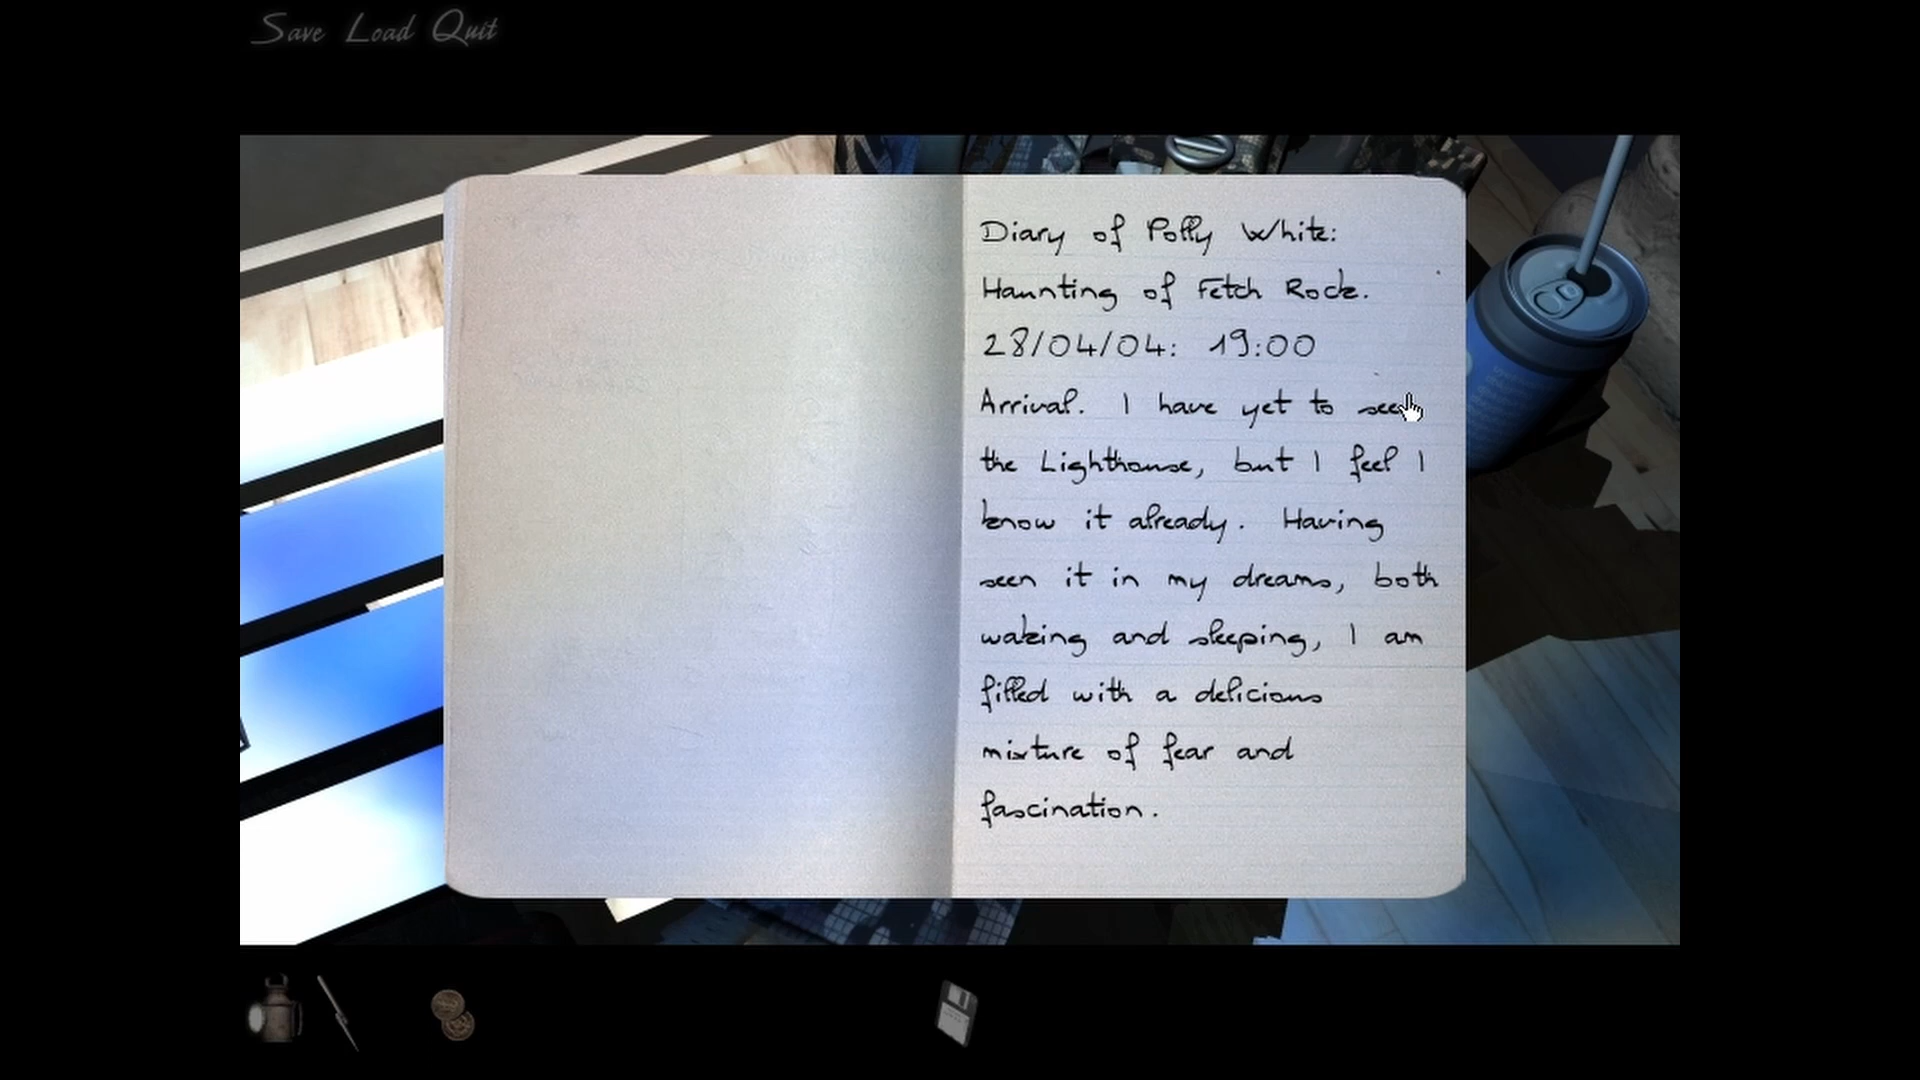 Save Load Quit
Diary of Polly White:
Haunting of Fetch Rock.
28/04/04: 19:00
Arrival. I have yet to see
the Lighthouse, but I feel I
know it already. Having
seen it in my dreams, both
waking and sleeping, I am
filled with a delicious
mixture of fear and
fascination.